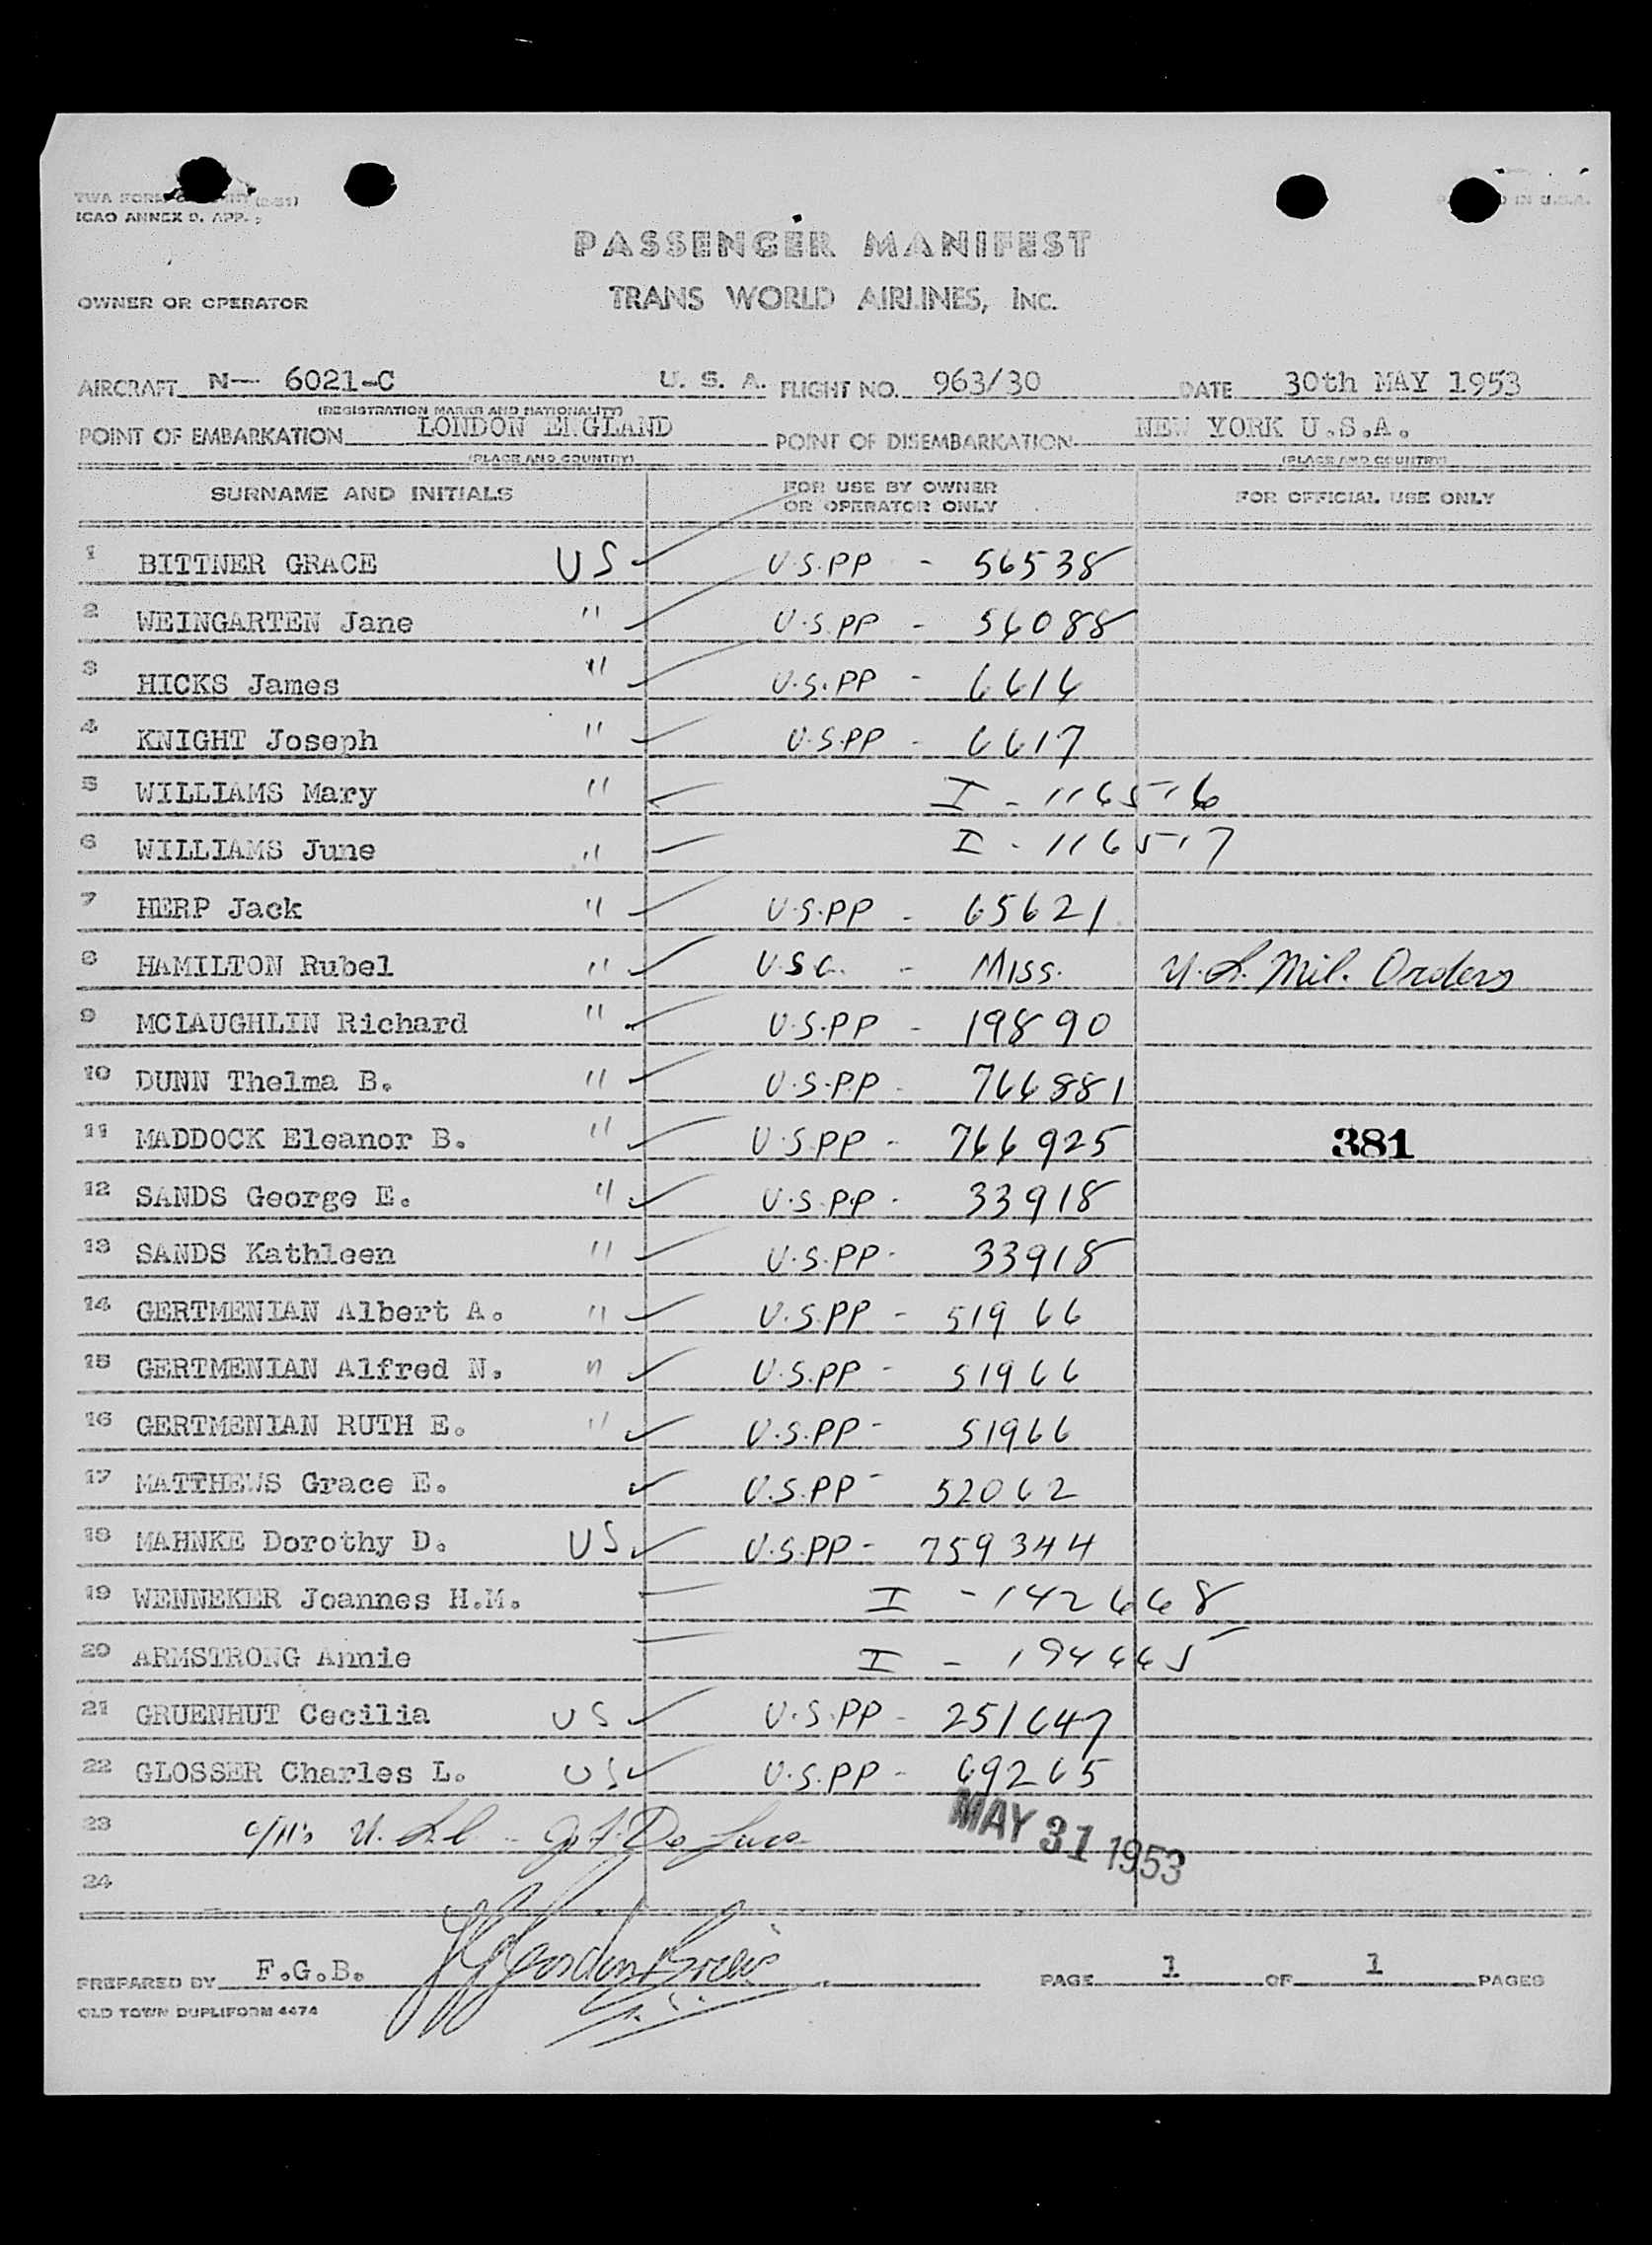 TWA FORM
ICAO ANNEX 9, APP.
IN U.S.A.
PASSENGER MANIFEST
OWNER OR OPERATOR TRANS WORLD AIRLINES, INC.
AIRCRAFT N— 6021-C U. S. A. FLIGHT NO. 963/30 DATE 30th MAY 1953
(REGISTRATION MARKS AND NATIONALITY)
POINT OF EMBARKATION LONDON ENGLAND POINT OF DISEMBARKATION NEW YORK U.S.A.
(PLACE AND COUNTRY) (PLACE AND COUNTRY)
SURNAME AND INITIALS FOR USE BY OWNER OR OPERATOR ONLY FOR OFFICIAL USE ONLY
1 BITTNER GRACE US U.S.PP - 56538
2 WEINGARTEN Jane " U.S.PP - 56088
3 HICKS James " U.S.PP - 6616
4 KNIGHT Joseph " U.S.PP - 6617
5 WILLIAMS Mary " I - 116516
6 WILLIAMS June " I - 116517
7 HERP Jack " U.S.PP - 65621
8 HAMILTON Rubel " U.S.C. - Miss. U.S. Mil. Orders
9 MCLAUGHLIN Richard " U.S.PP - 19890
10 DUNN Thelma B. " U.S.PP - 766881
11 MADDOCK Eleanor B. " U.S.PP - 766925 381
12 SANDS George E. " U.S.PP - 33918
13 SANDS Kathleen " U.S.PP - 33918
14 GERTMENIAN Albert A. " U.S.PP - 51966
15 GERTMENIAN Alfred N. " U.S.PP - 51966
16 GERTMENIAN RUTH E. " U.S.PP - 51966
17 MATTHEWS Grace E. U.S.PP - 52062
18 MAHNKE Dorothy D. US U.S.PP - 759344
19 WENNEKER Joannes H.M. I - 142668
20 ARMSTRONG Annie I - 194665
21 GRUENHUT Cecilia US U.S.PP - 251647
22 GLOSSER Charles L. US U.S.PP - 69265
23 MAY 31 1953
24
PREPARED BY F.G.B. PAGE 1 OF 1 PAGES
OLD TOWN DUPLIFORM 4474